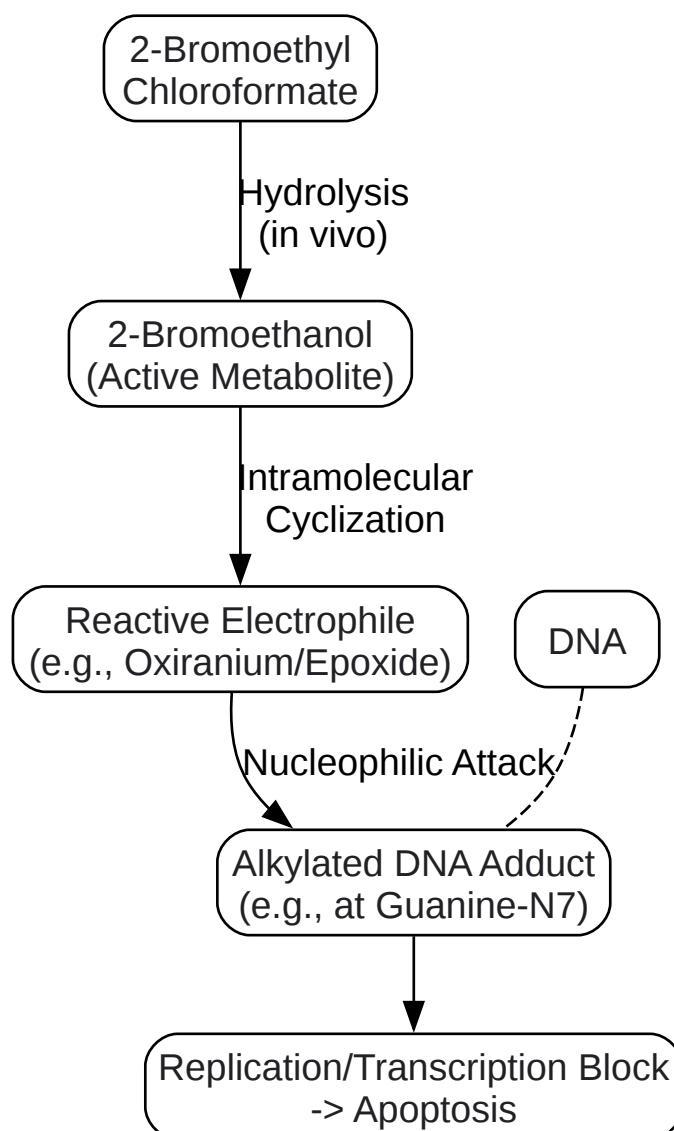 2-Bromoethyl
Chloroformate
Hydrolysis
(in vivo)
2-Bromoethanol
(Active Metabolite)
Intramolecular
Cyclization
Reactive Electrophile
(e.g., Oxiranium/Epoxide)
DNA
Nucleophilic Attack
Alkylated DNA Adduct
(e.g., at Guanine-N7)
Replication/Transcription Block
-> Apoptosis